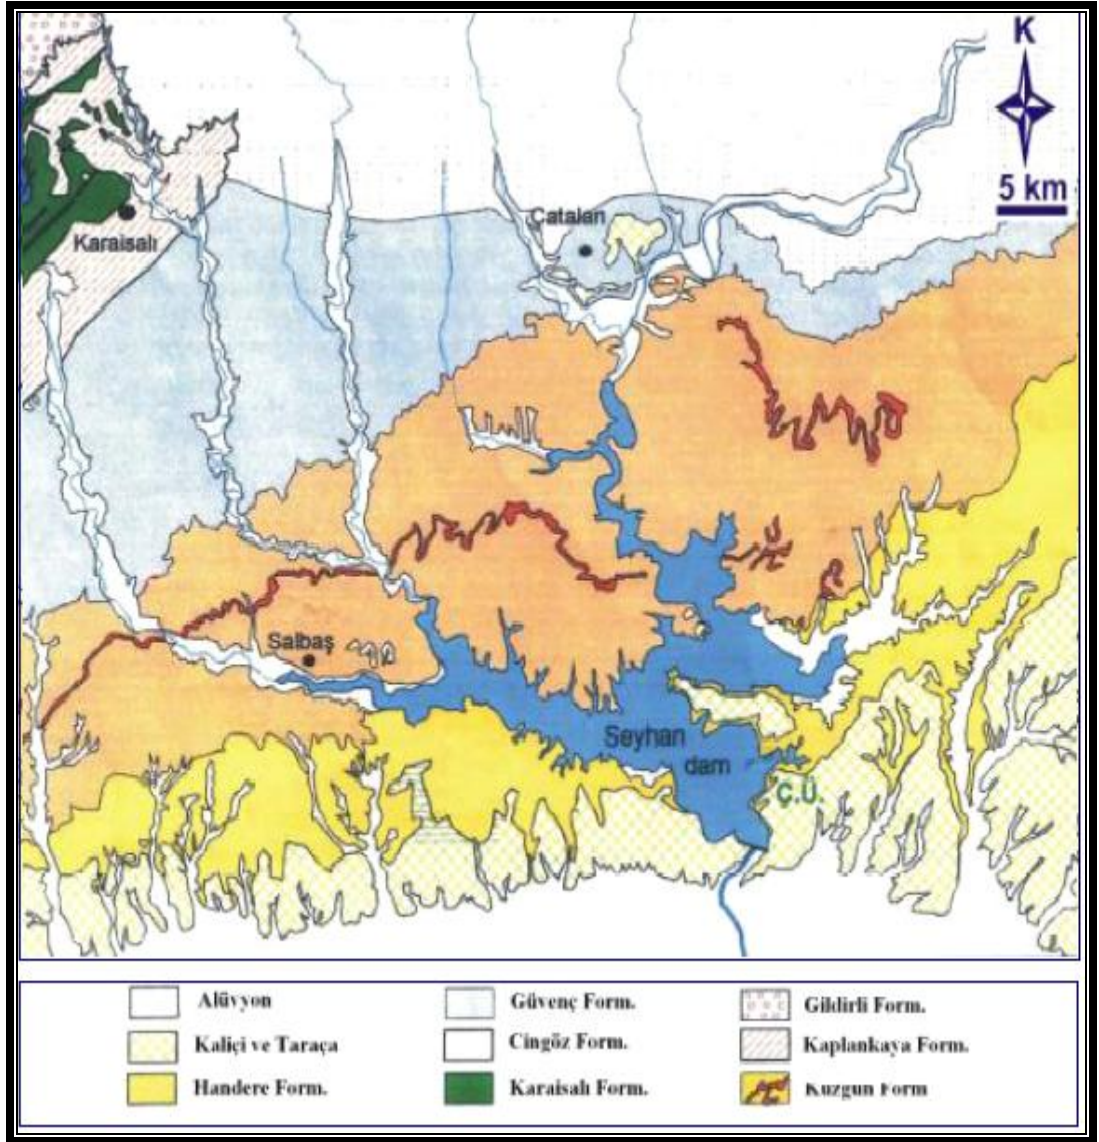 K
5 km
Çatalan
Karaisalı
Salbaş
Seyhan
dam
Ç.Ü.
Alüvyon
Güvenç Form.
Gildirli Form.
Kaliçi ve Taraça
Cingöz Form.
Kaplankaya Form.
Handere Form.
Karaisalı Form.
Kuzgun Form